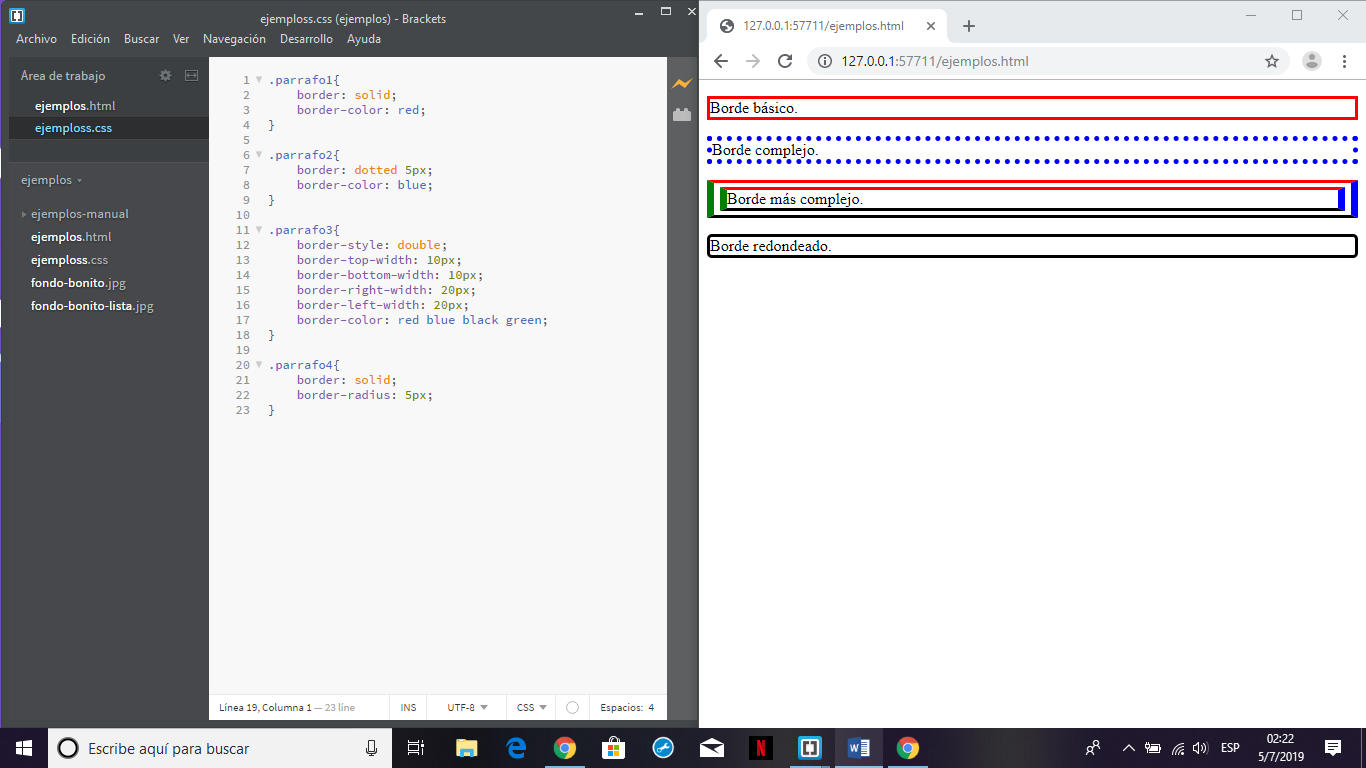 ejemploss.css (ejemplos) - Brackets
Archivo Edición Buscar Ver Navegación Desarrollo Ayuda
Área de trabajo
ejemplos.html
ejemploss.css
ejemplos
ejemplos-manual
ejemplos.html
ejemploss.css
fondo-bonito.jpg
fondo-bonito-lista.jpg
1 .parrafo1{
2 border: solid;
3 border-color: red;
4 }
5
6 .parrafo2{
7 border: dotted 5px;
8 border-color: blue;
9 }
10
11 .parrafo3{
12 border-style: double;
13 border-top-width: 10px;
14 border-bottom-width: 10px;
15 border-right-width: 20px;
16 border-left-width: 20px;
17 border-color: red blue black green;
18 }
19
20 .parrafo4{
21 border: solid;
22 border-radius: 5px;
23 }
Línea 19, Columna 1 — 23 líne INS UTF-8 CSS Espacios: 4
127.0.0.1:57711/ejemplos.html
127.0.0.1:57711/ejemplos.html
Borde básico.
Borde complejo.
Borde más complejo.
Borde redondeado.
Escribe aquí para buscar
ESP
02:22
5/7/2019